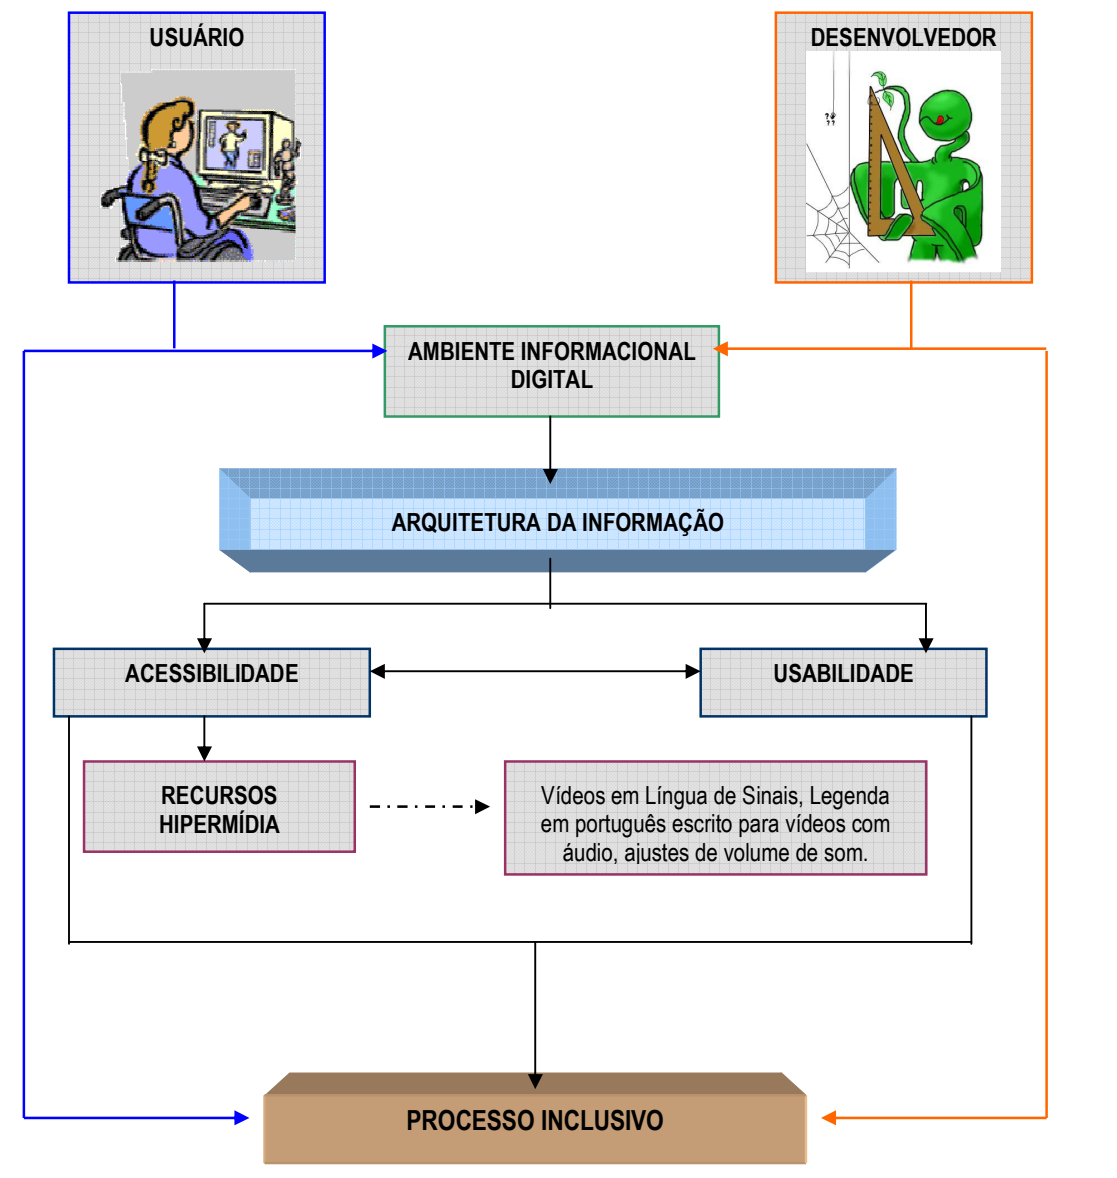 USUÁRIO
DESENVOLVEDOR
AMBIENTE INFORMACIONAL
DIGITAL
ARQUITETURA DA INFORMAÇÃO
ACESSIBILIDADE
USABILIDADE
RECURSOS
HIPERMÍDIA
Vídeos em Língua de Sinais, Legenda
em português escrito para vídeos com
áudio, ajustes de volume de som.
PROCESSO INCLUSIVO